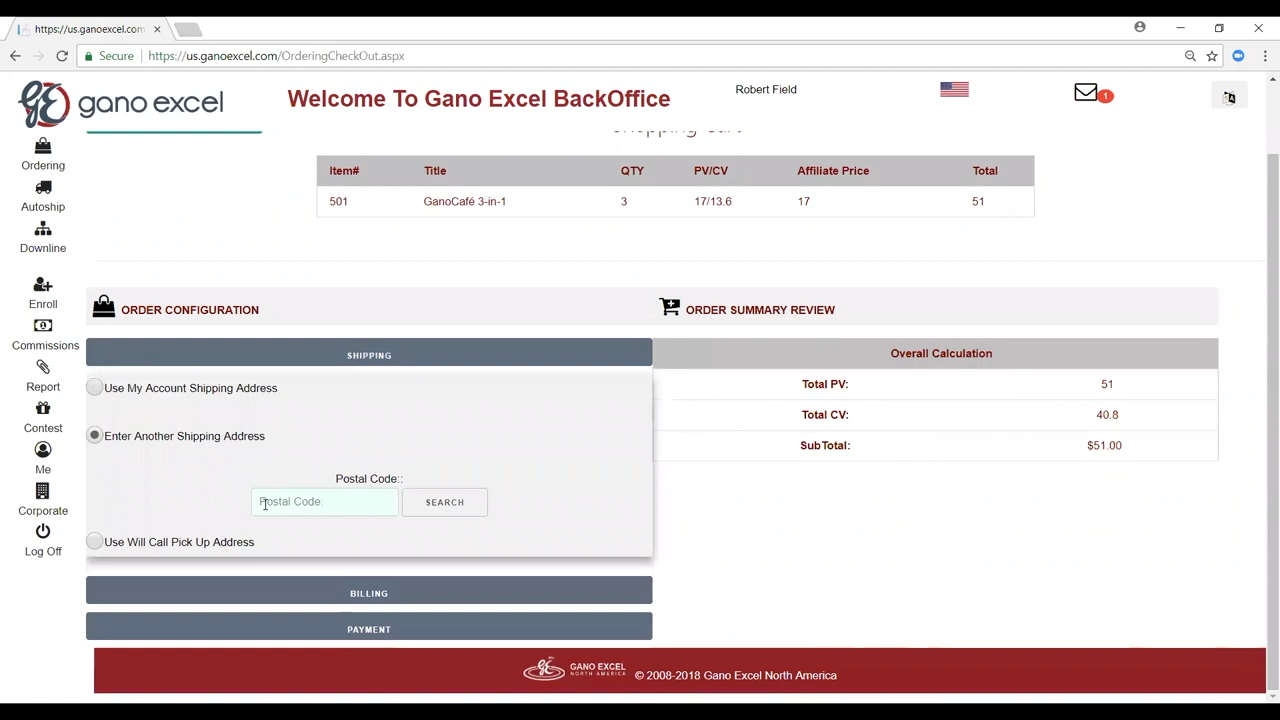 https://us.ganoexcel.com
Secure https://us.ganoexcel.com/OrderingCheckOut.aspx
gano excel
Welcome To Gano Excel BackOffice
Robert Field
1
Shopping Cart
Ordering
Autoship
Downline
Enroll
Commissions
Report
Contest
Me
Corporate
Log Off
Item# Title QTY PV/CV Affiliate Price Total
501 GanoCafé 3-in-1 3 17/13.6 17 51
ORDER CONFIGURATION
SHIPPING
Use My Account Shipping Address
Enter Another Shipping Address
Postal Code::
Postal Code: SEARCH
Use Will Call Pick Up Address
BILLING
PAYMENT
ORDER SUMMARY REVIEW
Overall Calculation
Total PV: 51
Total CV: 40.8
SubTotal: $51.00
GANO EXCEL
NORTH AMERICA
© 2008-2018 Gano Excel North America